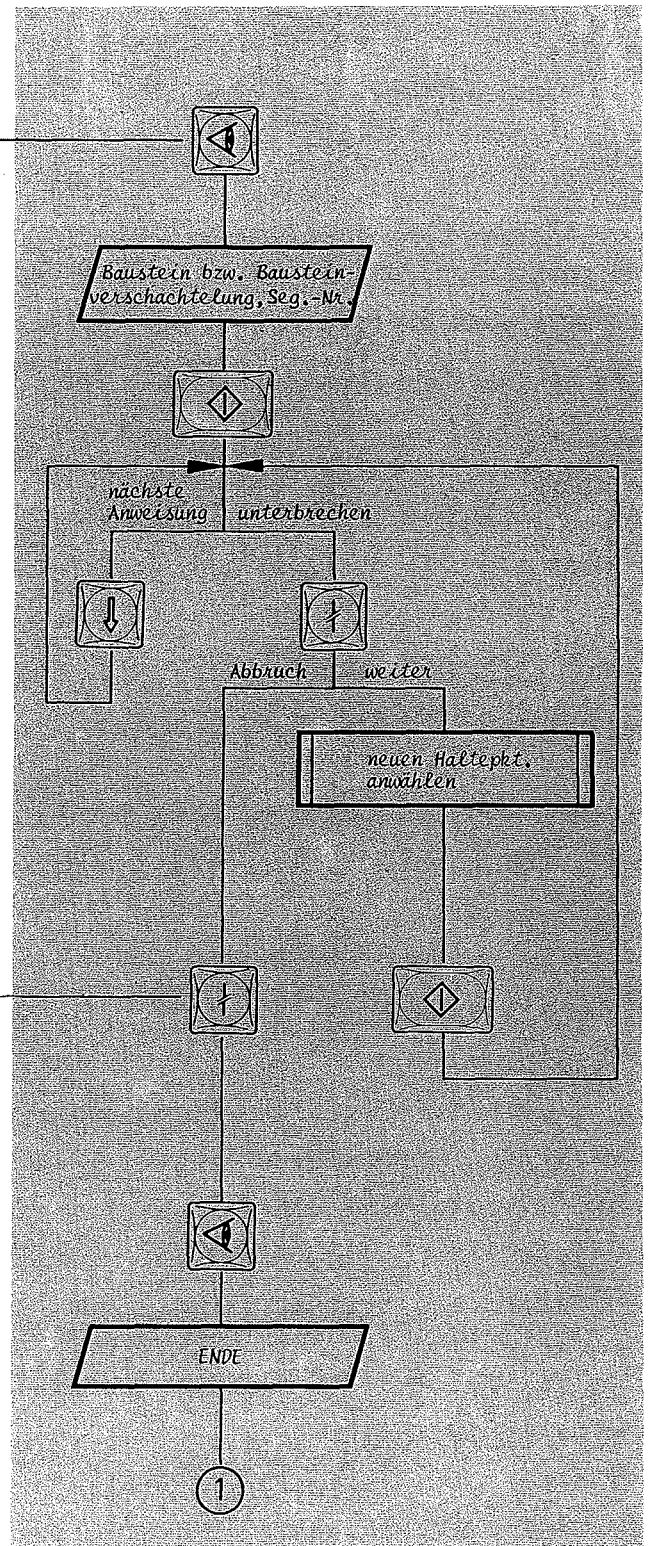 Baustein bzw. Baustein-
verschachtelung, Seg.-Nr.
nächste
Anweisung
unterbrechen
Abbruch
weiter
neuen Haltepkt.
anwählen
ENDE
1